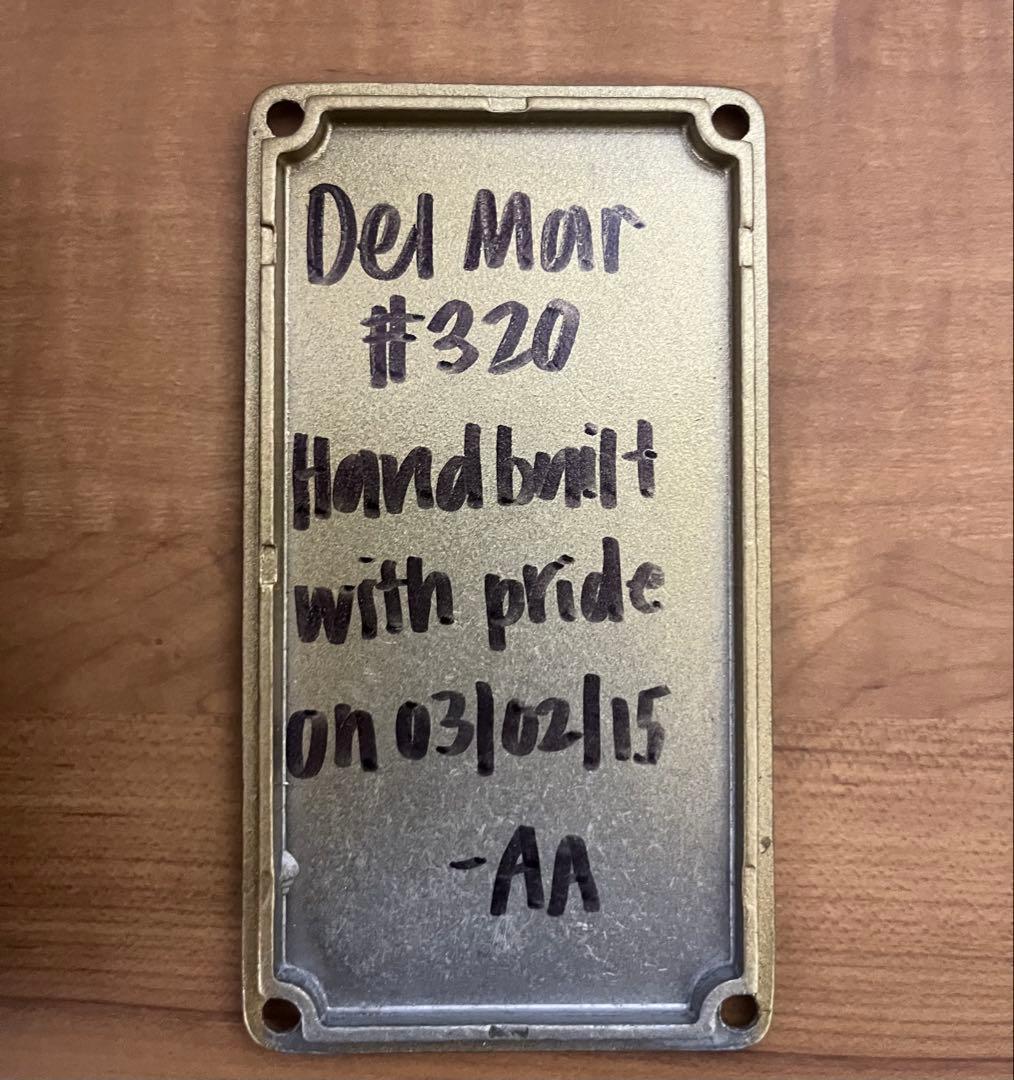 Del Mar
#320
Handbuilt
with pride
on 03/02/15
-AA